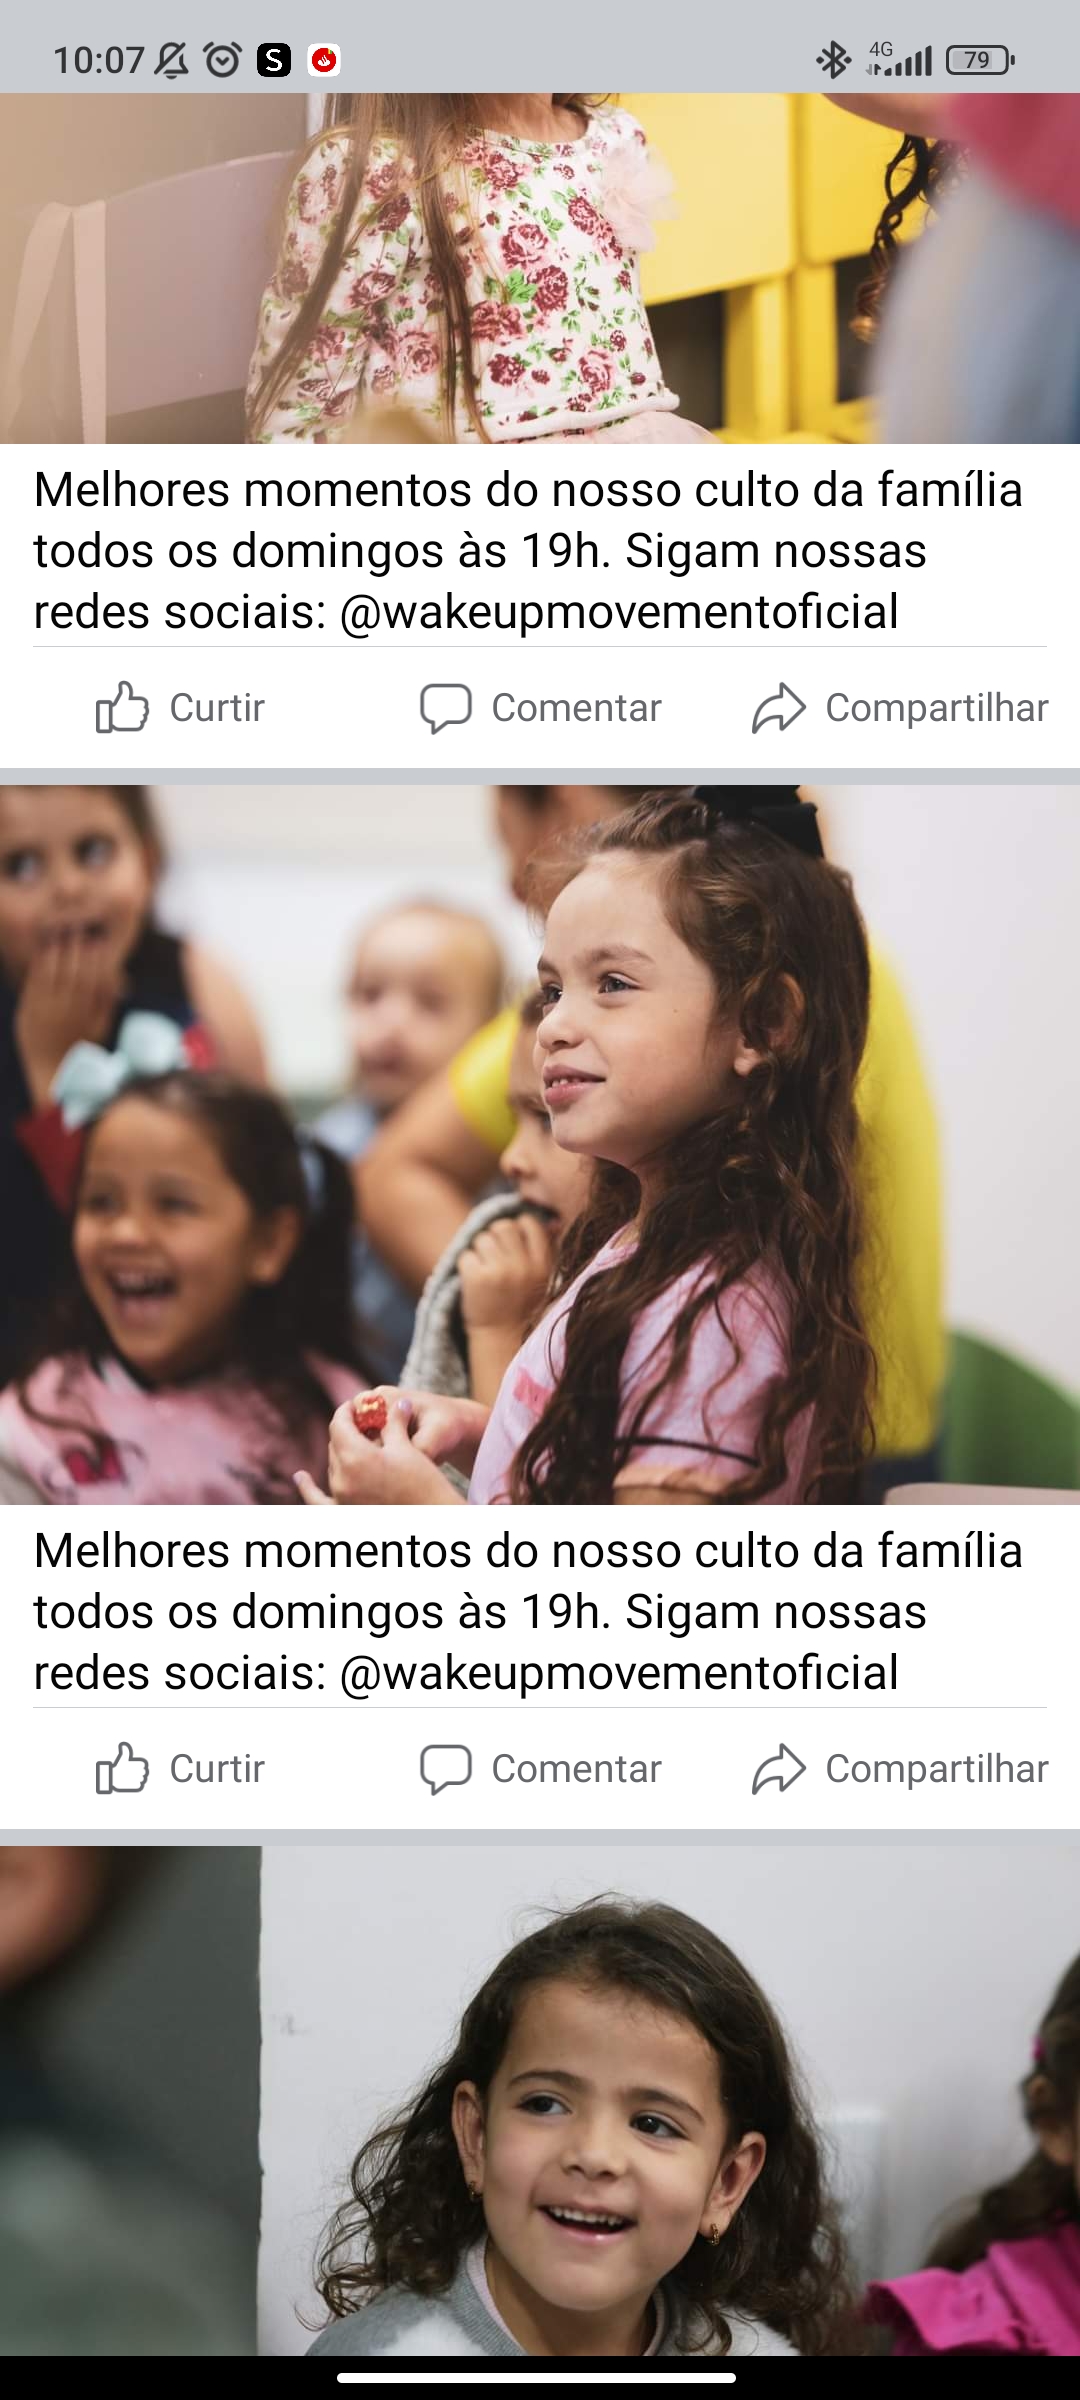 10:07 S 4G 79
Melhores momentos do nosso culto da família
todos os domingos às 19h. Sigam nossas
redes sociais: @wakeupmovementoficial
Curtir Comentar Compartilhar
Melhores momentos do nosso culto da família
todos os domingos às 19h. Sigam nossas
redes sociais: @wakeupmovementoficial
Curtir Comentar Compartilhar